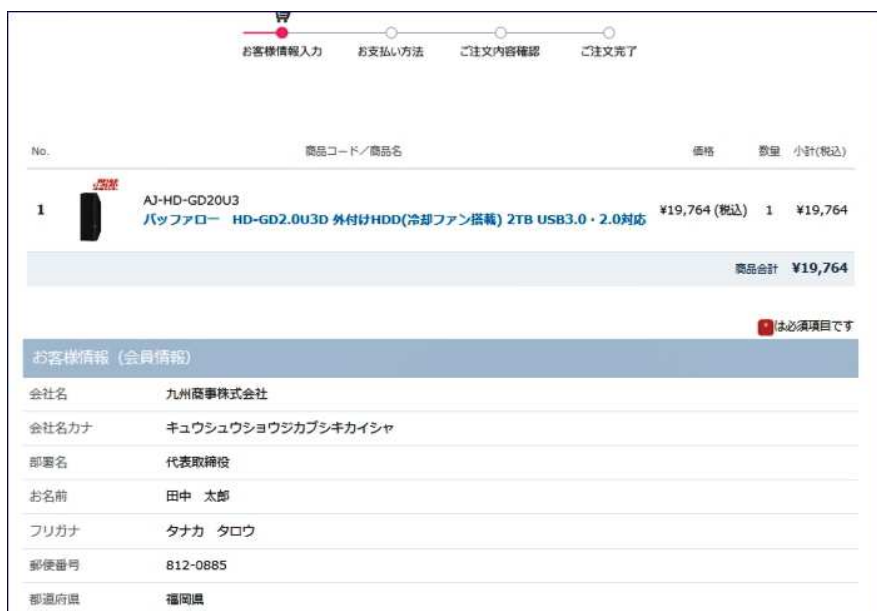 お客様情報入力 お支払い方法 ご注文内容確認 ご注文完了
No. 商品コード／商品名 価格 数量 小計(税込)
1 AJ-HD-GD20U3
バッファロー HD-GD2.0U3D 外付けHDD(冷却ファン搭載) 2TB USB3.0・2.0対応 ¥19,764 (税込) 1 ¥19,764
商品合計 ¥19,764
*は必須項目です
お客様情報（会員情報）
会社名 九州商事株式会社
会社名カナ キュウシュウショウジカブシキカイシャ
部署名 代表取締役
お名前 田中 太郎
フリガナ タナカ タロウ
郵便番号 812-0885
都道府県 福岡県